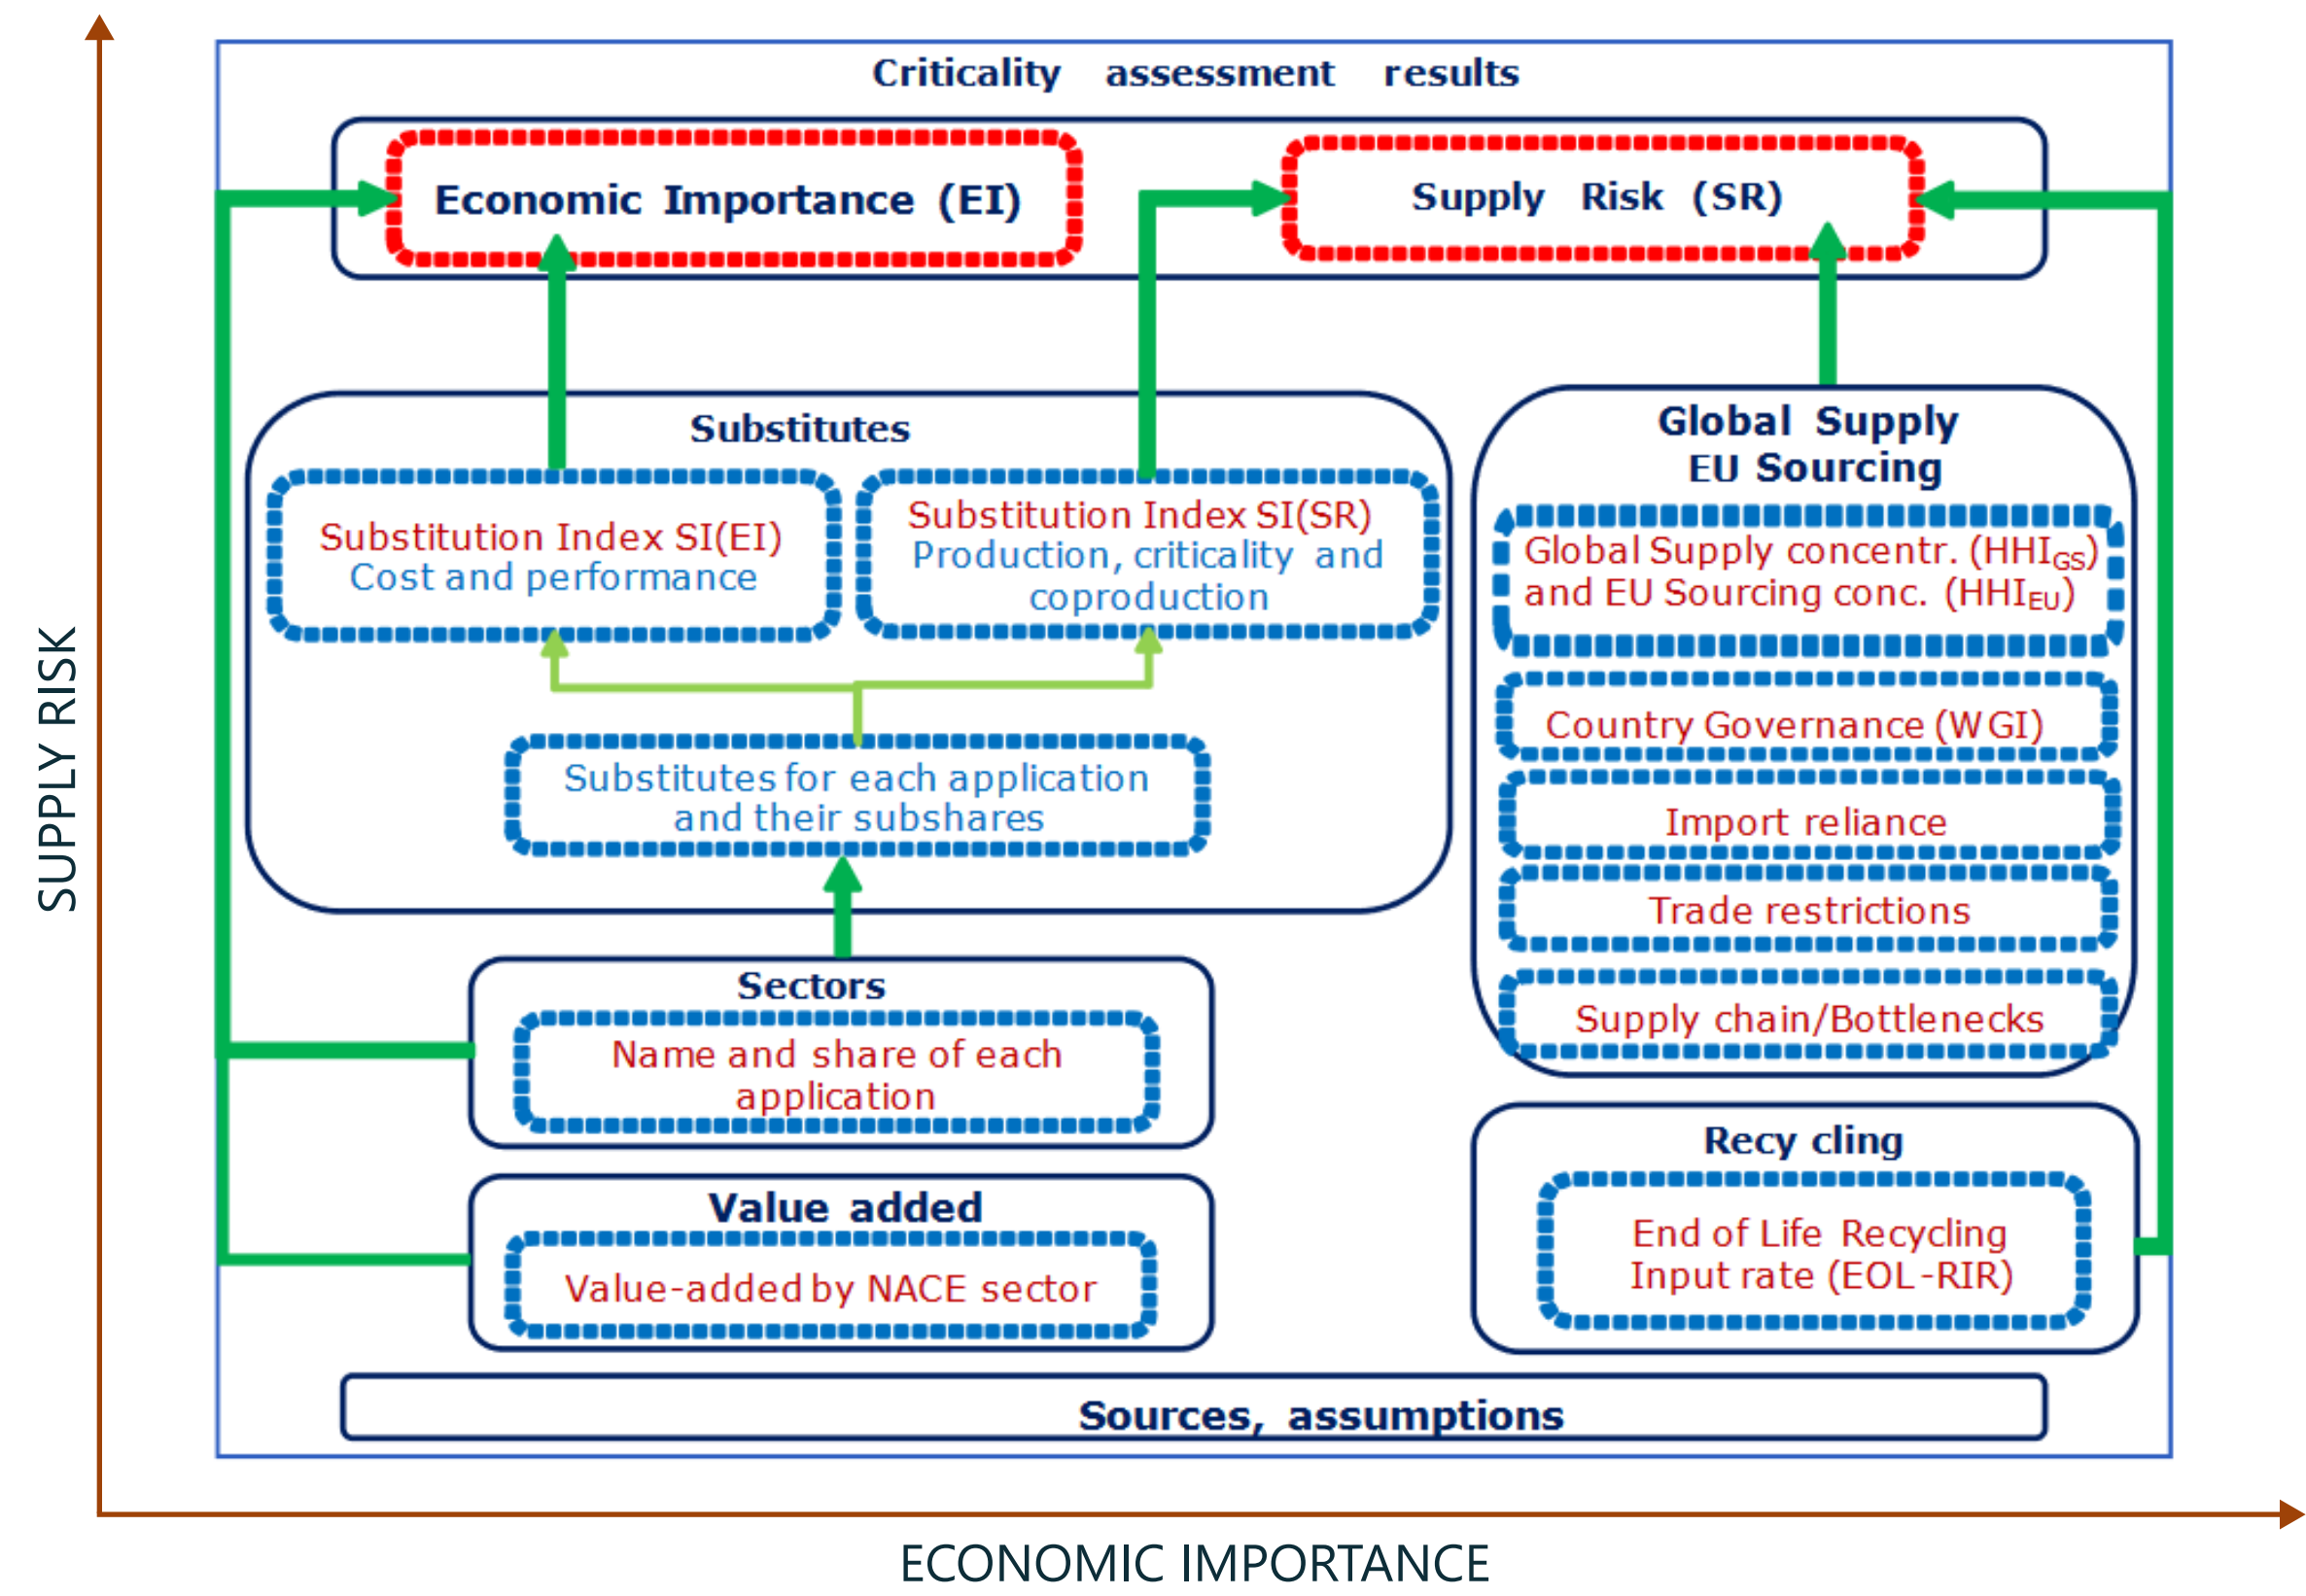 Criticality assessment results
Economic Importance (EI)
Supply Risk (SR)
Substitutes
Substitution Index SI(EI)
Cost and performance
Substitution Index SI(SR)
Production, criticality and
coproduction
Substitutes for each application
and their subshares
Global Supply
EU Sourcing
Global Supply concentr. (HHIGS)
and EU Sourcing conc. (HHIEU)
Country Governance (WGI)
Import reliance
Trade restrictions
Supply chain/Bottlenecks
Sectors
Name and share of each
application
Value added
Value-added by NACE sector
Recy cling
End of Life Recycling
Input rate (EOL-RIR)
Sources, assumptions
SUPPLY RISK
ECONOMIC IMPORTANCE